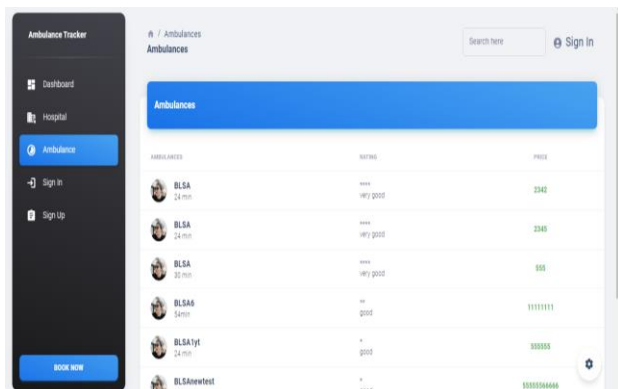 Ambulance Tracker
Dashboard
Hospital
Ambulance
Sign In
Sign Up
BOOK NOW
/ Ambulances
Ambulances
Search here
Sign In
Ambulances
AMBULANCES RATING PRICE
BLSA **** 2342
24 min very good
BLSA **** 2345
24 min very good
BLSA **** 555
30 min very good
BLSA6 ** 11111111
54min good
BLSA1yt * 555555
24 min good
BLSAnewtest *